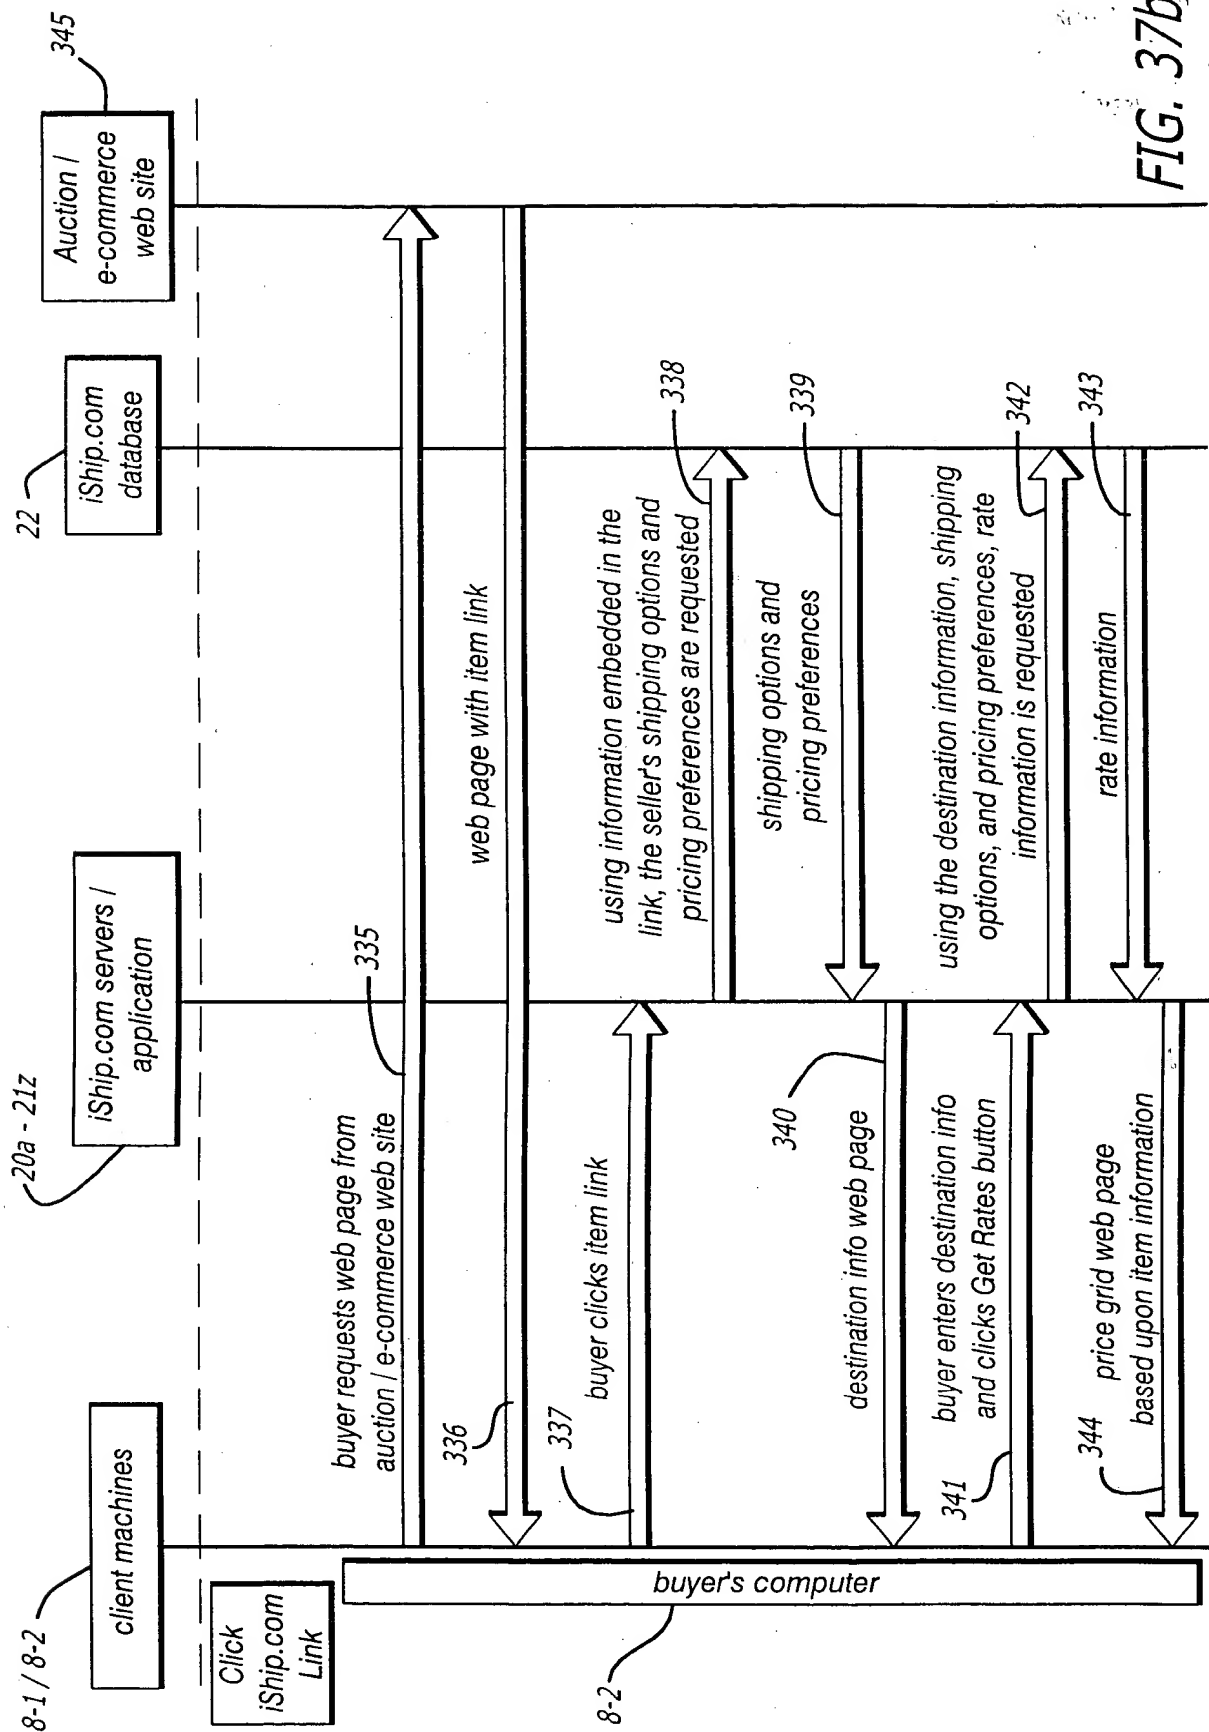 8-1 / 8-2
client machines
20a - 21z
iShip.com servers /
application
22
iShip.com
database
345
Auction /
e-commerce
web site
Click
iShip.com
Link
buyer requests web page from
auction / e-commerce web site
335
336
web page with item link
337
buyer clicks item link
using information embedded in the
link, the seller's shipping options and
pricing preferences are requested
338
shipping options and
pricing preferences
339
340
destination info web page
341
buyer enters destination info
and clicks Get Rates button
using the destination information, shipping
options, and pricing preferences, rate
information is requested
342
rate information
343
344
price grid web page
based upon item information
buyer's computer
8-2
FIG. 37b